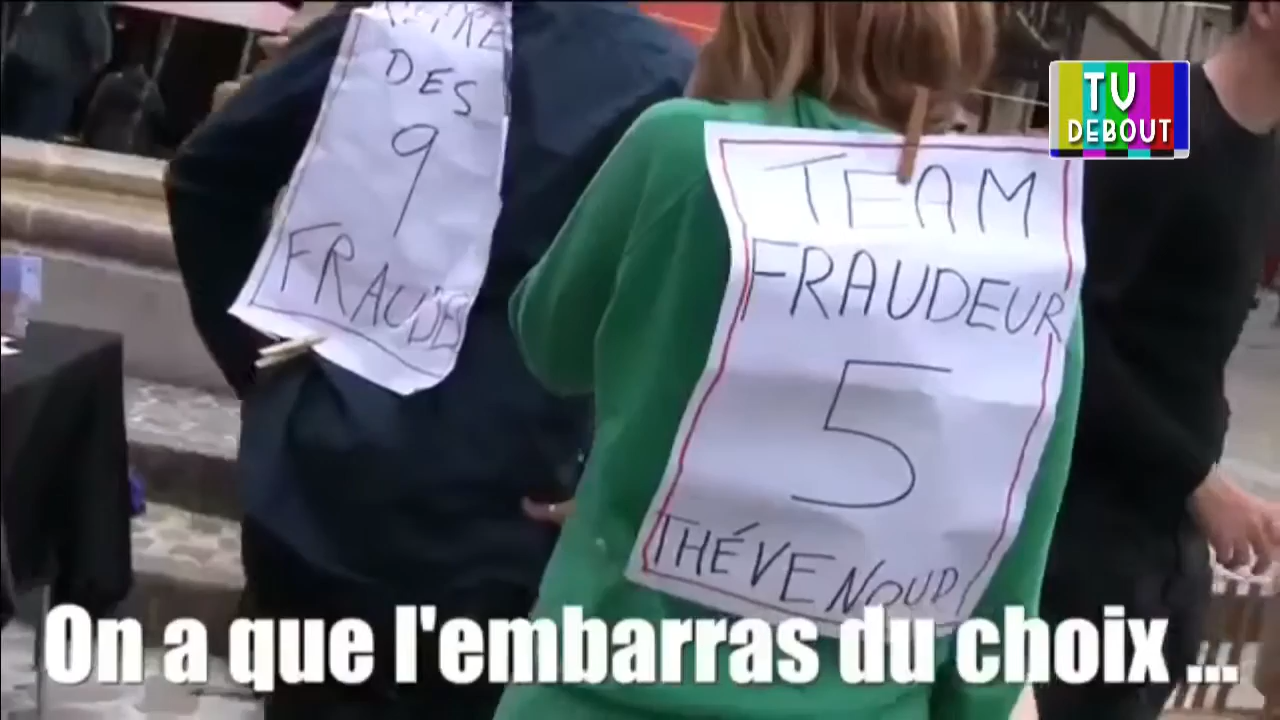 DES
9
FRAUDES
TEAM
FRAUDEUR
5
THÉVENOUD
TV
DEBOUT
On a que l'embarras du choix ...